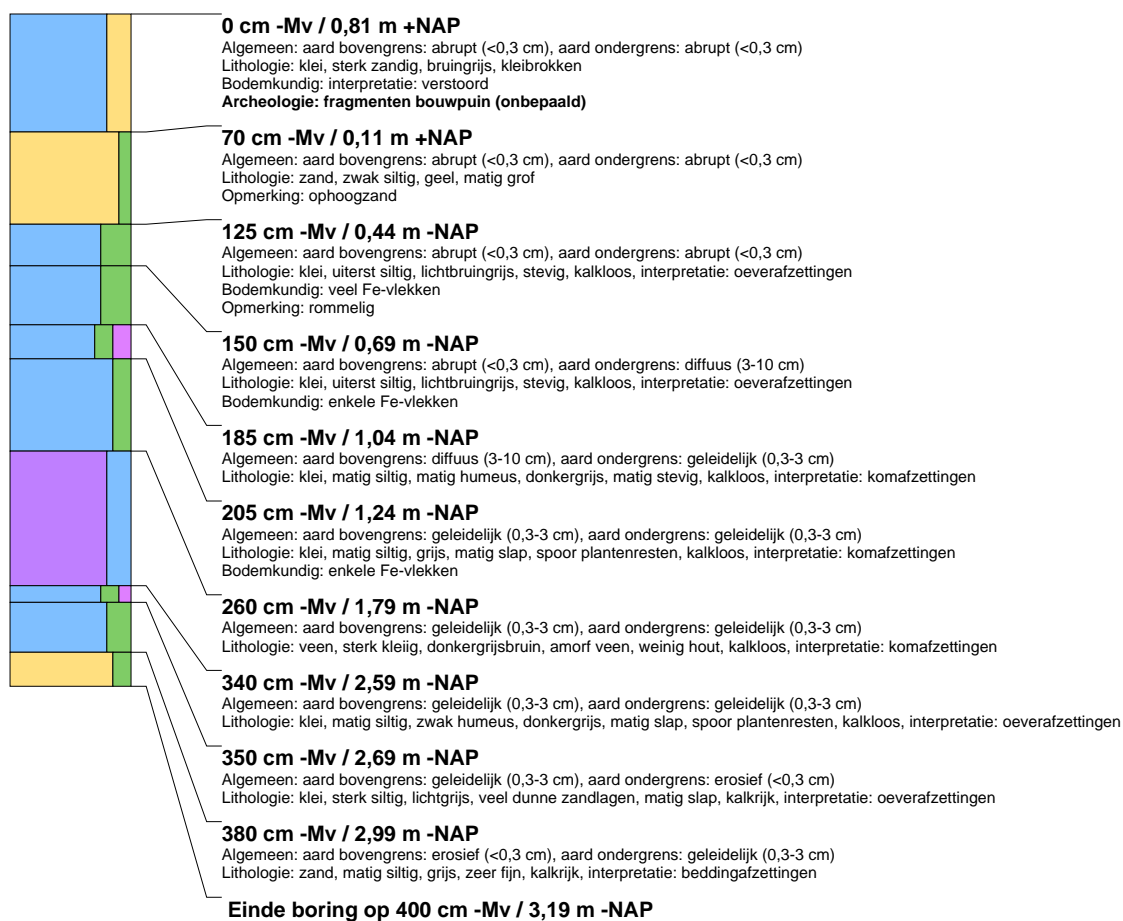 0 cm -Mv / 0,81 m +NAP
Algemeen: aard bovengrens: abrupt (<0,3 cm), aard ondergrens: abrupt (<0,3 cm)
Lithologie: klei, sterk zandig, bruingrijs, kleibrokken
Bodemkundig: interpretatie: verstoord
Archeologie: fragmenten bouwpuin (onbepaald)
70 cm -Mv / 0,11 m +NAP
Algemeen: aard bovengrens: abrupt (<0,3 cm), aard ondergrens: abrupt (<0,3 cm)
Lithologie: zand, zwak siltig, geel, matig grof
Opmerking: ophoogzand
125 cm -Mv / 0,44 m -NAP
Algemeen: aard bovengrens: abrupt (<0,3 cm), aard ondergrens: abrupt (<0,3 cm)
Lithologie: klei, uiterst siltig, lichtbruingrijs, stevig, kalkloos, interpretatie: oeverafzettingen
Bodemkundig: veel Fe-vlekken
Opmerking: rommelig
150 cm -Mv / 0,69 m -NAP
Algemeen: aard bovengrens: abrupt (<0,3 cm), aard ondergrens: diffuus (3-10 cm)
Lithologie: klei, uiterst siltig, lichtbruingrijs, stevig, kalkloos, interpretatie: oeverafzettingen
Bodemkundig: enkele Fe-vlekken
185 cm -Mv / 1,04 m -NAP
Algemeen: aard bovengrens: diffuus (3-10 cm), aard ondergrens: geleidelijk (0,3-3 cm)
Lithologie: klei, matig siltig, matig humeus, donkergrijs, matig stevig, kalkloos, interpretatie: komafzettingen
205 cm -Mv / 1,24 m -NAP
Algemeen: aard bovengrens: geleidelijk (0,3-3 cm), aard ondergrens: geleidelijk (0,3-3 cm)
Lithologie: klei, matig siltig, grijs, matig slap, spoor plantenresten, kalkloos, interpretatie: komafzettingen
Bodemkundig: enkele Fe-vlekken
260 cm -Mv / 1,79 m -NAP
Algemeen: aard bovengrens: geleidelijk (0,3-3 cm), aard ondergrens: geleidelijk (0,3-3 cm)
Lithologie: veen, sterk kleiig, donkergrijsbruin, amorf veen, weinig hout, kalkloos, interpretatie: komafzettingen
340 cm -Mv / 2,59 m -NAP
Algemeen: aard bovengrens: geleidelijk (0,3-3 cm), aard ondergrens: geleidelijk (0,3-3 cm)
Lithologie: klei, matig siltig, zwak humeus, donkergrijs, matig slap, spoor plantenresten, kalkloos, interpretatie: oeverafzettingen
350 cm -Mv / 2,69 m -NAP
Algemeen: aard bovengrens: geleidelijk (0,3-3 cm), aard ondergrens: erosief (<0,3 cm)
Lithologie: klei, sterk siltig, lichtgrijs, veel dunne zandlagen, matig slap, kalkrijk, interpretatie: oeverafzettingen
380 cm -Mv / 2,99 m -NAP
Algemeen: aard bovengrens: erosief (<0,3 cm), aard ondergrens: geleidelijk (0,3-3 cm)
Lithologie: zand, matig siltig, grijs, zeer fijn, kalkrijk, interpretatie: beddingafzettingen
Einde boring op 400 cm -Mv / 3,19 m -NAP